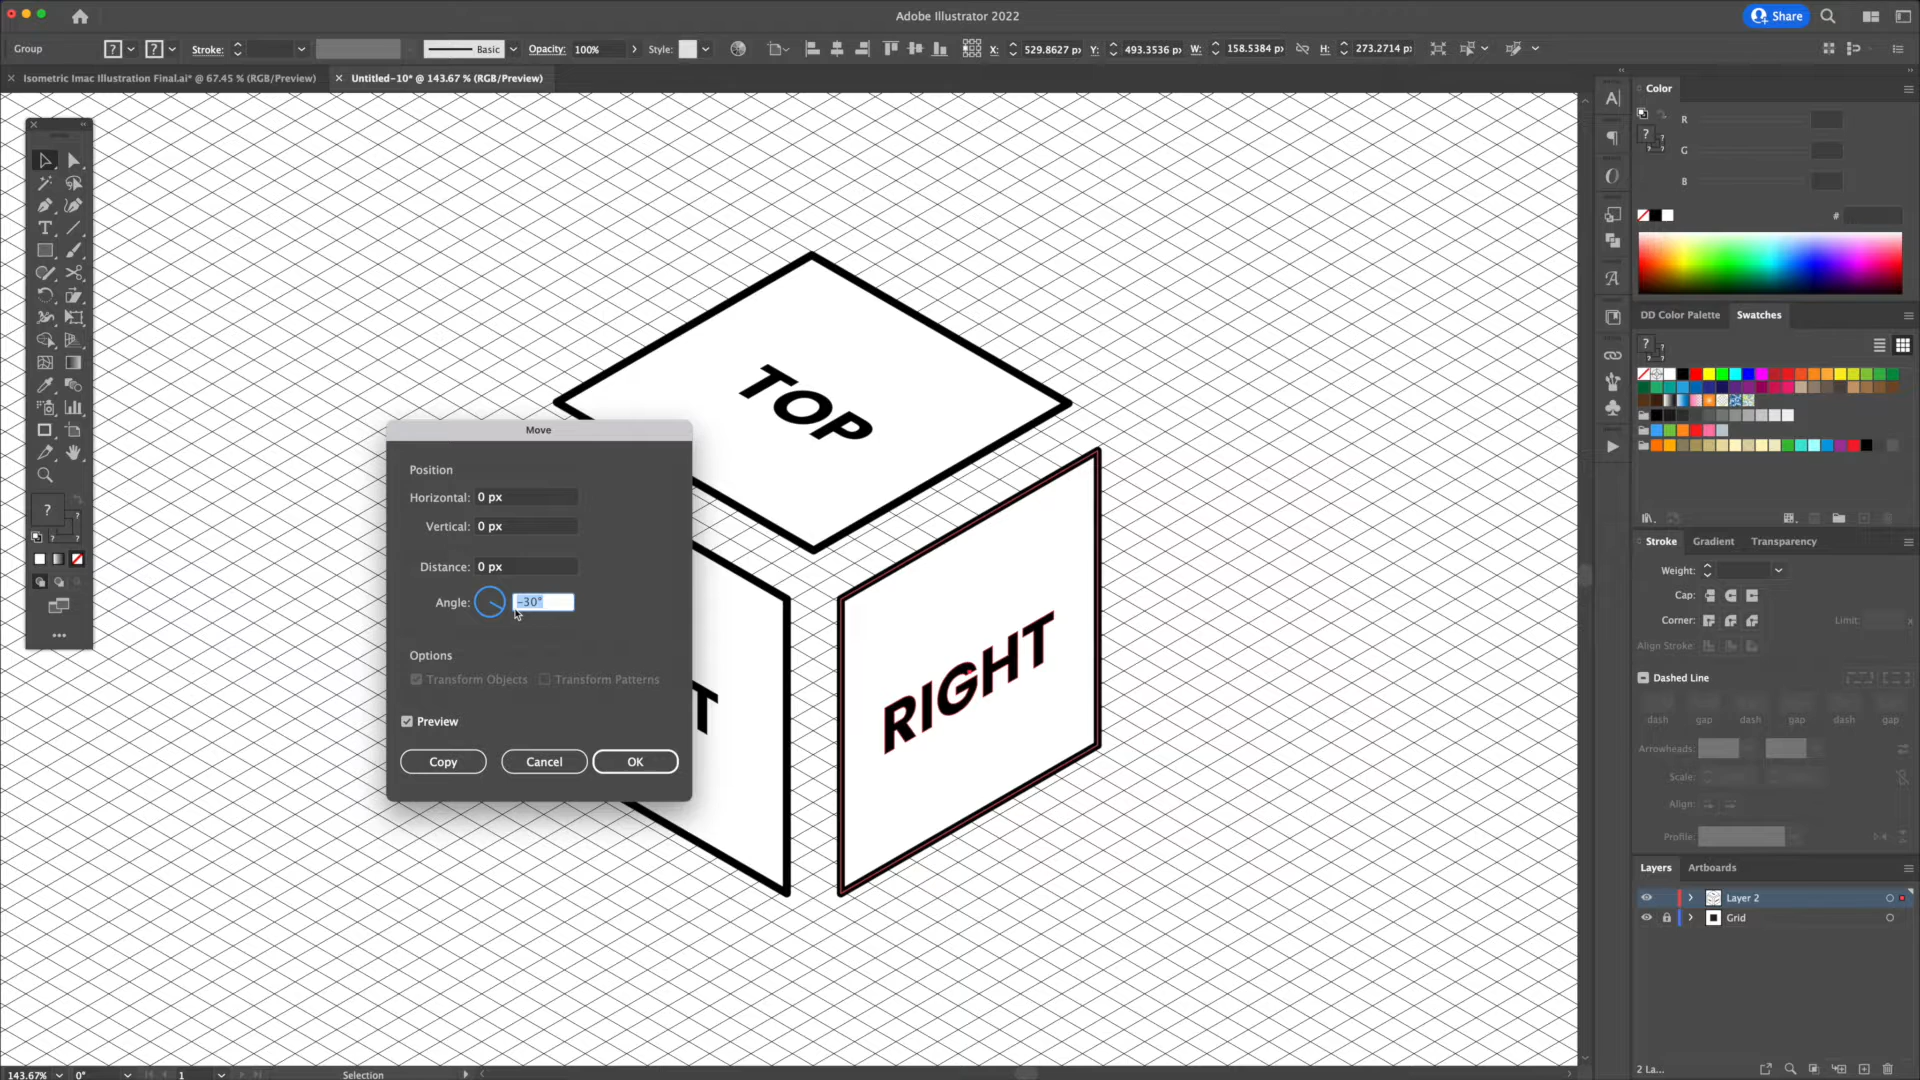 Adobe Illustrator 2022
Share
Group
Stroke:
Basic
Opacity: 100%
Style:
X: 529.8627 px
Y: 493.3536 px
W: 158.5384 px
H: 273.2714 px
Isometric Imac Illustration Final.ai* @ 67.45 % (RGB/Preview)
Untitled-10* @ 143.67 % (RGB/Preview)
TOP
RIGHT
T
Move
Position
Horizontal: 0 px
Vertical: 0 px
Distance: 0 px
Angle: -30°
Options
Transform Objects
Transform Patterns
Preview
Copy
Cancel
OK
Color
R
G
B
#
DD Color Palette
Swatches
Stroke
Gradient
Transparency
Weight:
Cap:
Corner:
Limit:
Align Stroke:
Dashed Line
dash gap dash gap dash gap
Arrowheads:
Scale:
Align:
Profile:
Layers
Artboards
Layer 2
Grid
2 La...
143.67%
0°
1
Selection